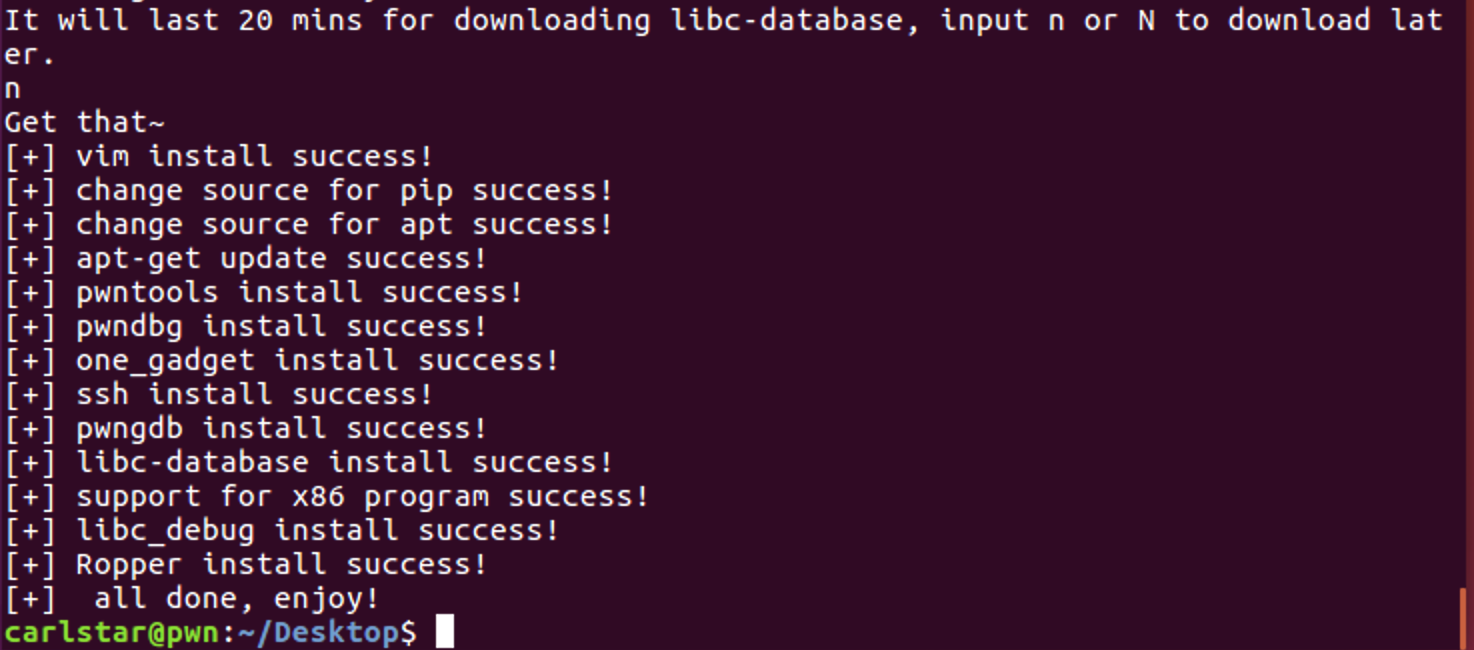 It will last 20 mins for downloading libc-database, input n or N to download lat
er.
n
Get that~
[+] vim install success!
[+] change source for pip success!
[+] change source for apt success!
[+] apt-get update success!
[+] pwntools install success!
[+] pwndbg install success!
[+] one_gadget install success!
[+] ssh install success!
[+] pwngdb install success!
[+] libc-database install success!
[+] support for x86 program success!
[+] libc_debug install success!
[+] Ropper install success!
[+]  all done, enjoy!
carlstar@pwn:~/Desktop$